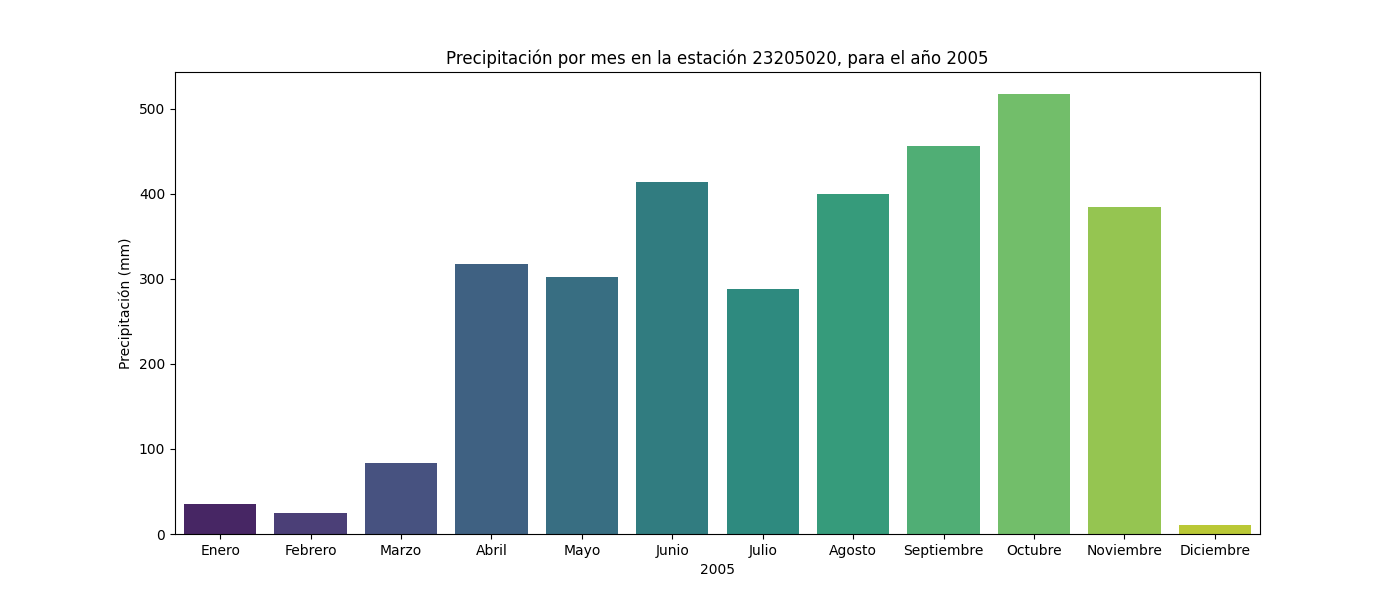 Precipitación por mes en la estación 23205020, para el año 2005
Precipitación (mm)
500
400
300
200
100
0
Enero Febrero Marzo Abril Mayo Junio Julio Agosto Septiembre Octubre Noviembre Diciembre
2005